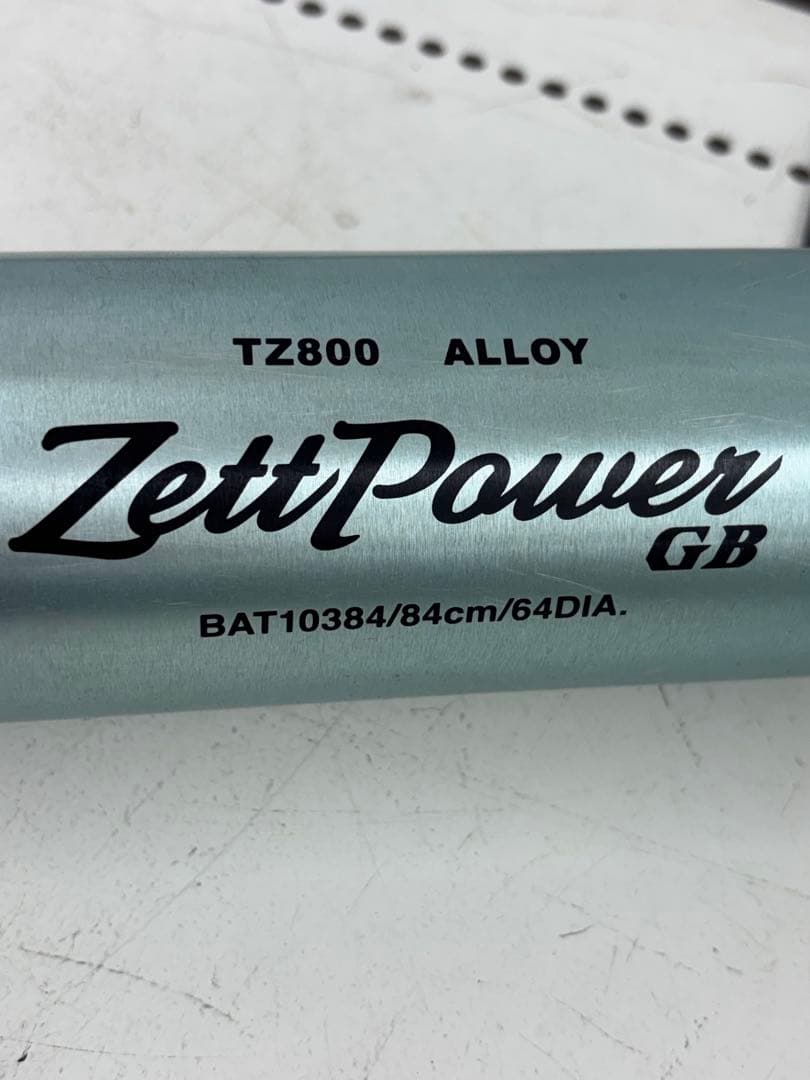 TZ800 ALLOY
ZettPower
GB
BAT10384/84cm/64DIA.